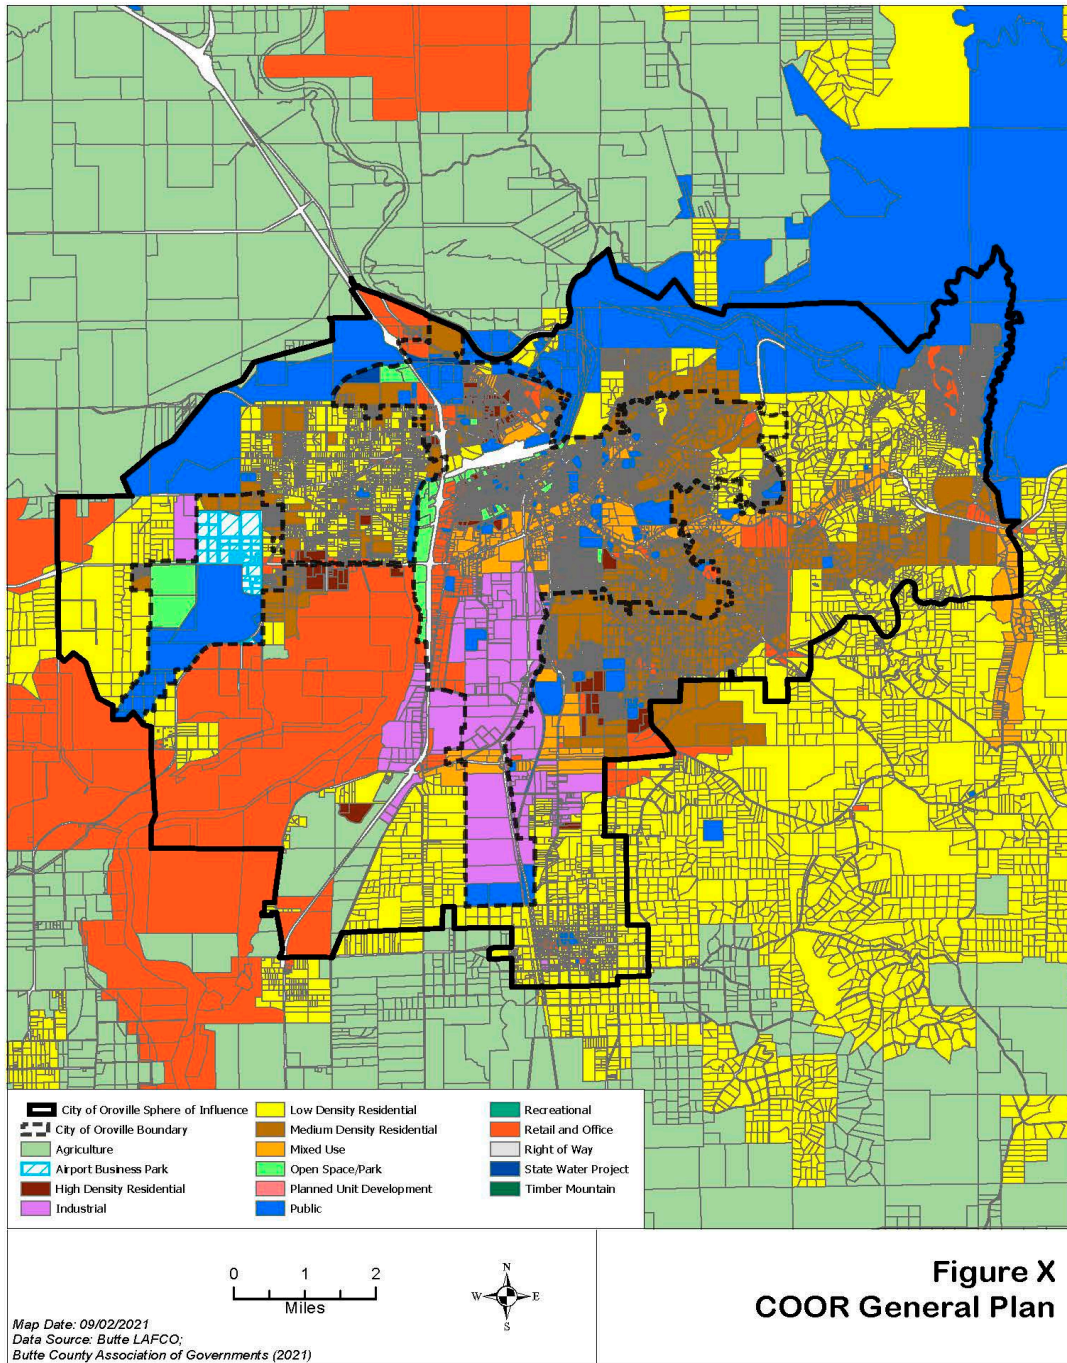 City of Oroville Sphere of Influence
City of Oroville Boundary
Agriculture
Airport Business Park
High Density Residential
Industrial
Low Density Residential
Medium Density Residential
Mixed Use
Open Space/Park
Planned Unit Development
Public
Recreational
Retail and Office
Right of Way
State Water Project
Timber Mountain
0 1 2
Miles
N
W E
S
Figure X
COOR General Plan
Map Date: 09/02/2021
Data Source: Butte LAFCO;
Butte County Association of Governments (2021)